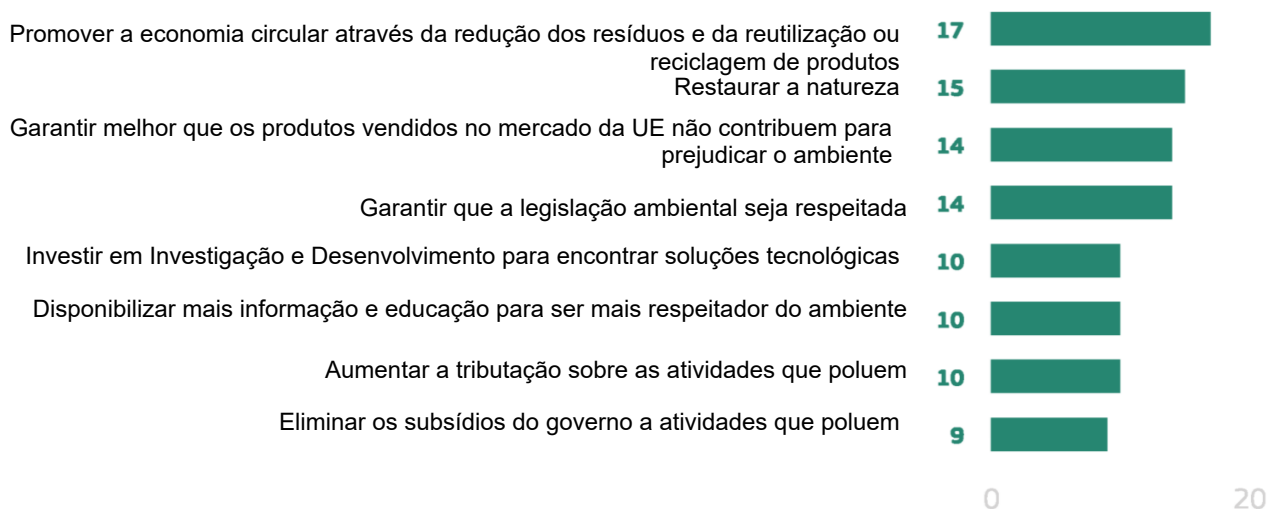 Promover a economia circular através da redução dos resíduos e da reutilização ou
reciclagem de produtos
17
Restaurar a natureza
15
Garantir melhor que os produtos vendidos no mercado da UE não contribuem para
prejudicar o ambiente
14
Garantir que a legislação ambiental seja respeitada
14
Investir em Investigação e Desenvolvimento para encontrar soluções tecnológicas
10
Disponibilizar mais informação e educação para ser mais respeitador do ambiente
10
Aumentar a tributação sobre as atividades que poluem
10
Eliminar os subsídios do governo a atividades que poluem
9
0
20